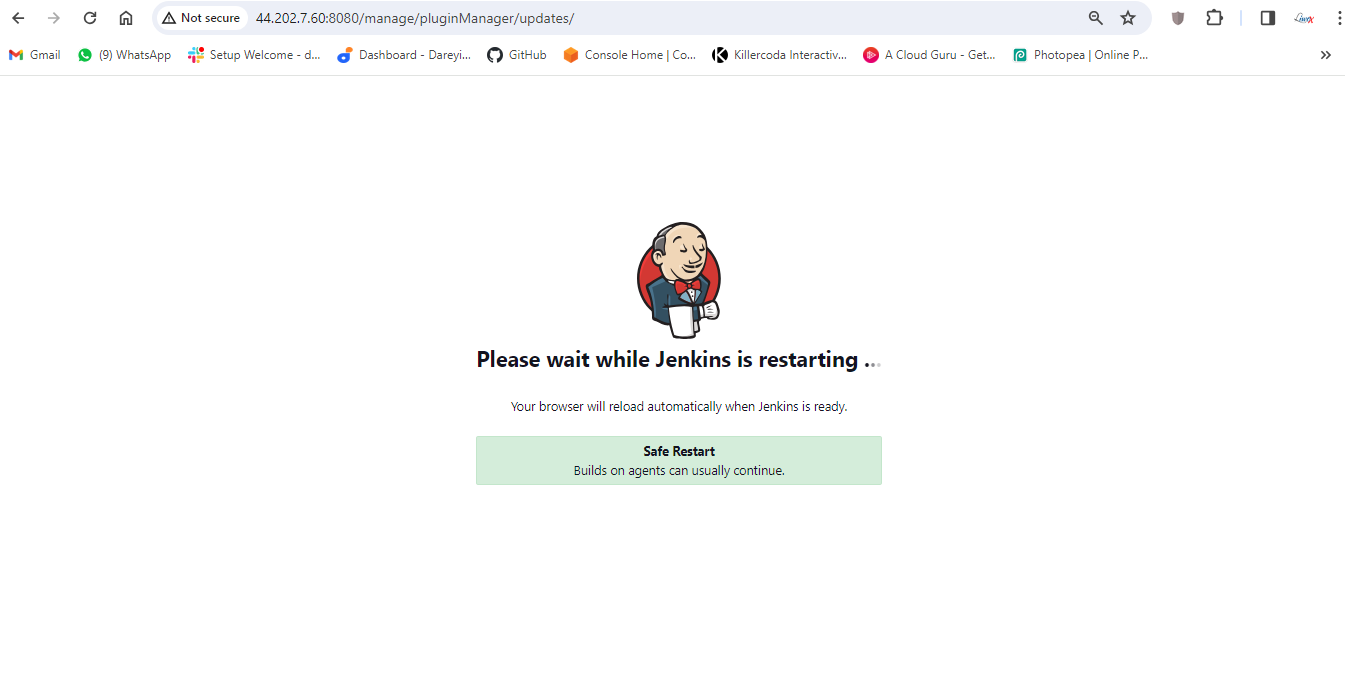 Not secure
44.202.7.60:8080/manage/pluginManager/updates/
Gmail
(9) WhatsApp
Setup Welcome - d...
Dashboard - Dareyi...
GitHub
Console Home | Co...
Killercoda Interactiv...
A Cloud Guru - Get...
Photopea | Online P...
Please wait while Jenkins is restarting ...
Your browser will reload automatically when Jenkins is ready.
Safe Restart
Builds on agents can usually continue.